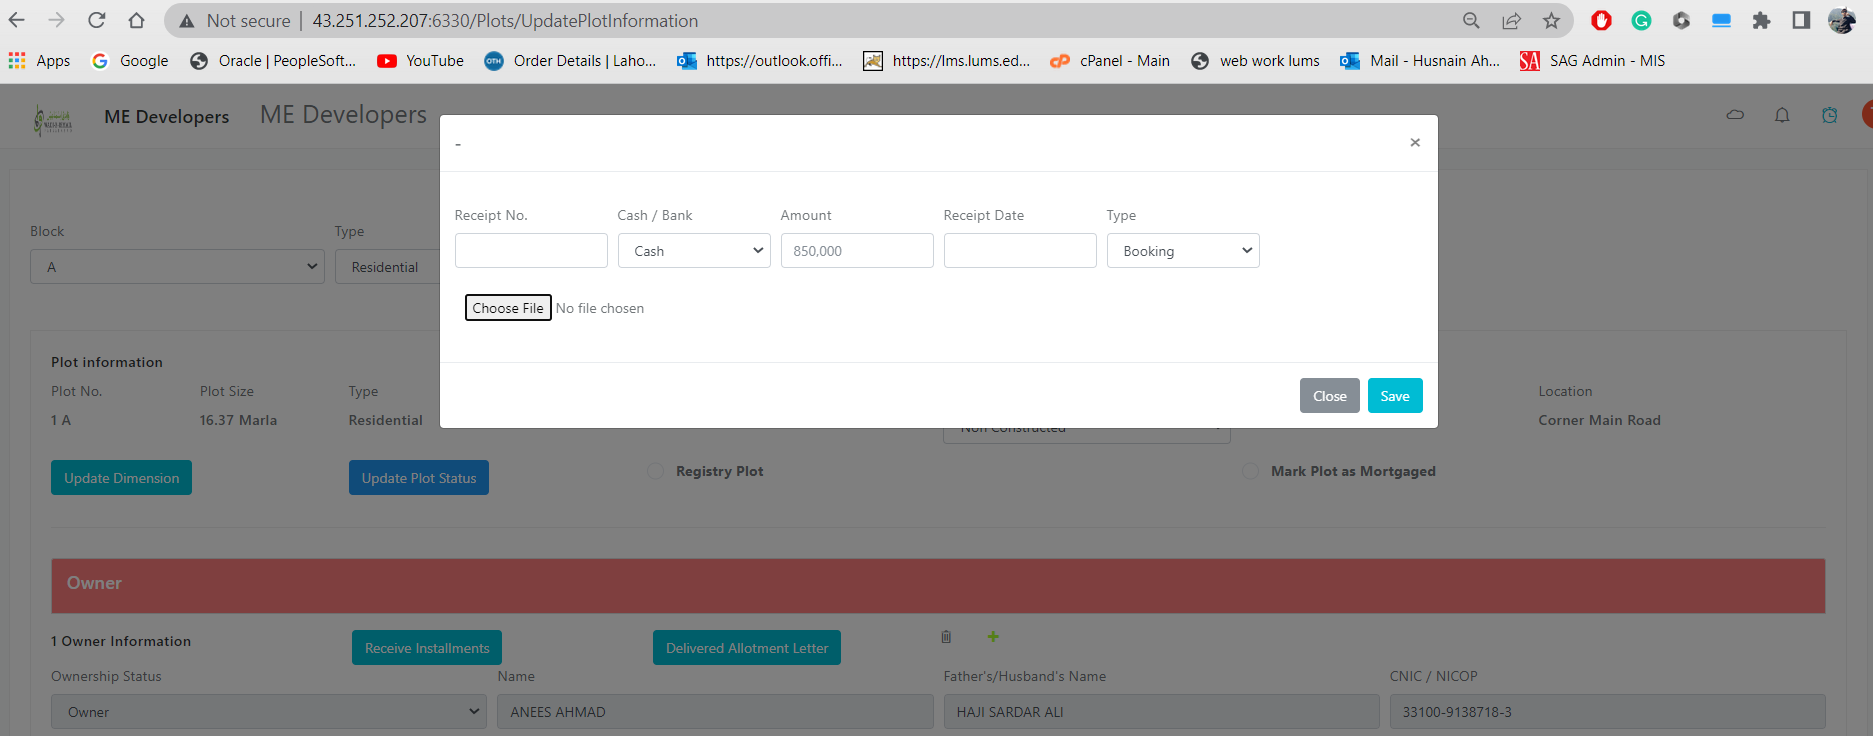 Not secure | 43.251.252.207:6330/Plots/UpdatePlotInformation
Apps Google Oracle | PeopleSoft... YouTube Order Details | Laho... https://outlook.offi... https://lms.lums.ed... cPanel - Main web work lums Mail - Husnain Ah... SAG Admin - MIS
ME Developers ME Developers
-
×
Receipt No. Cash / Bank Amount Receipt Date Type
Cash 850,000 Booking
Choose File No file chosen
Close Save
Block Type
A Residential
Plot information
Plot No. Plot Size Type Location
1 A 16.37 Marla Residential Corner Main Road
Non Constructed
Update Dimension Update Plot Status Registry Plot Mark Plot as Mortgaged
Owner
1 Owner Information Receive Installments Delivered Allotment Letter
Ownership Status Name Father's/Husband's Name CNIC / NICOP
Owner ANEES AHMAD HAJI SARDAR ALI 33100-9138718-3